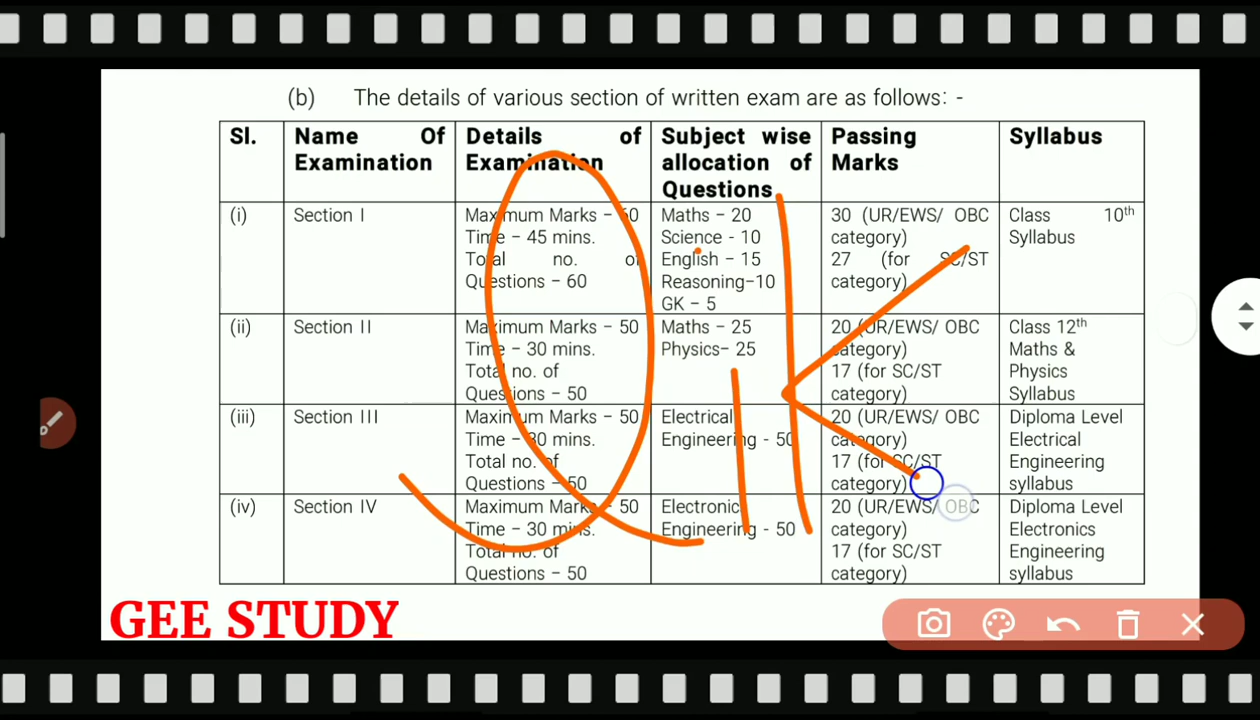 (b) The details of various section of written exam are as follows: -
Sl. Name Of Details of Subject wise Passing Syllabus
Examination Examination allocation of Marks
Questions
(i) Section I Maximum Marks – 60 Maths – 20 30 (UR/EWS/ OBC Class 10th
Time – 45 mins. Science - 10 category) Syllabus
Total no. of English – 15 27 (for SC/ST
Questions – 60 Reasoning–10 category)
GK – 5
(ii) Section II Maximum Marks – 50 Maths – 25 20 (UR/EWS/ OBC Class 12th
Time – 30 mins. Physics– 25 category) Maths &
Total no. of 17 (for SC/ST Physics
Questions – 50 category) Syllabus
(iii) Section III Maximum Marks – 50 Electrical 20 (UR/EWS/ OBC Diploma Level
Time – 30 mins. Engineering - 50 category) Electrical
Total no. of 17 (for SC/ST Engineering
Questions – 50 category) syllabus
(iv) Section IV Maximum Marks – 50 Electronic 20 (UR/EWS/ OBC Diploma Level
Time – 30 mins. Engineering - 50 category) Electronics
Total no. of 17 (for SC/ST Engineering
Questions – 50 category) syllabus
GEE STUDY